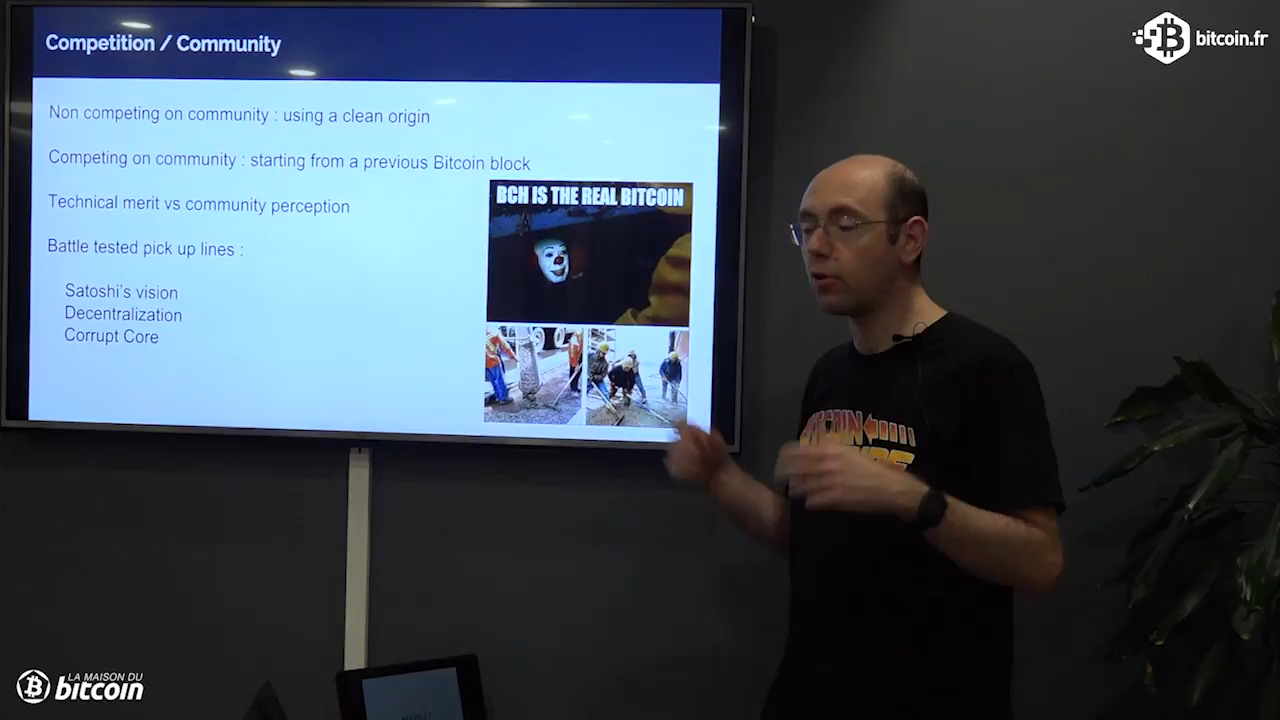 Competition / Community
bitcoin.fr
Non competing on community : using a clean origin
Competing on community : starting from a previous Bitcoin block
Technical merit vs community perception
BCH IS THE REAL BITCOIN
Battle tested pick up lines :
Satoshi's vision
Decentralization
Corrupt Core
LA MAISON DU
bitcoin